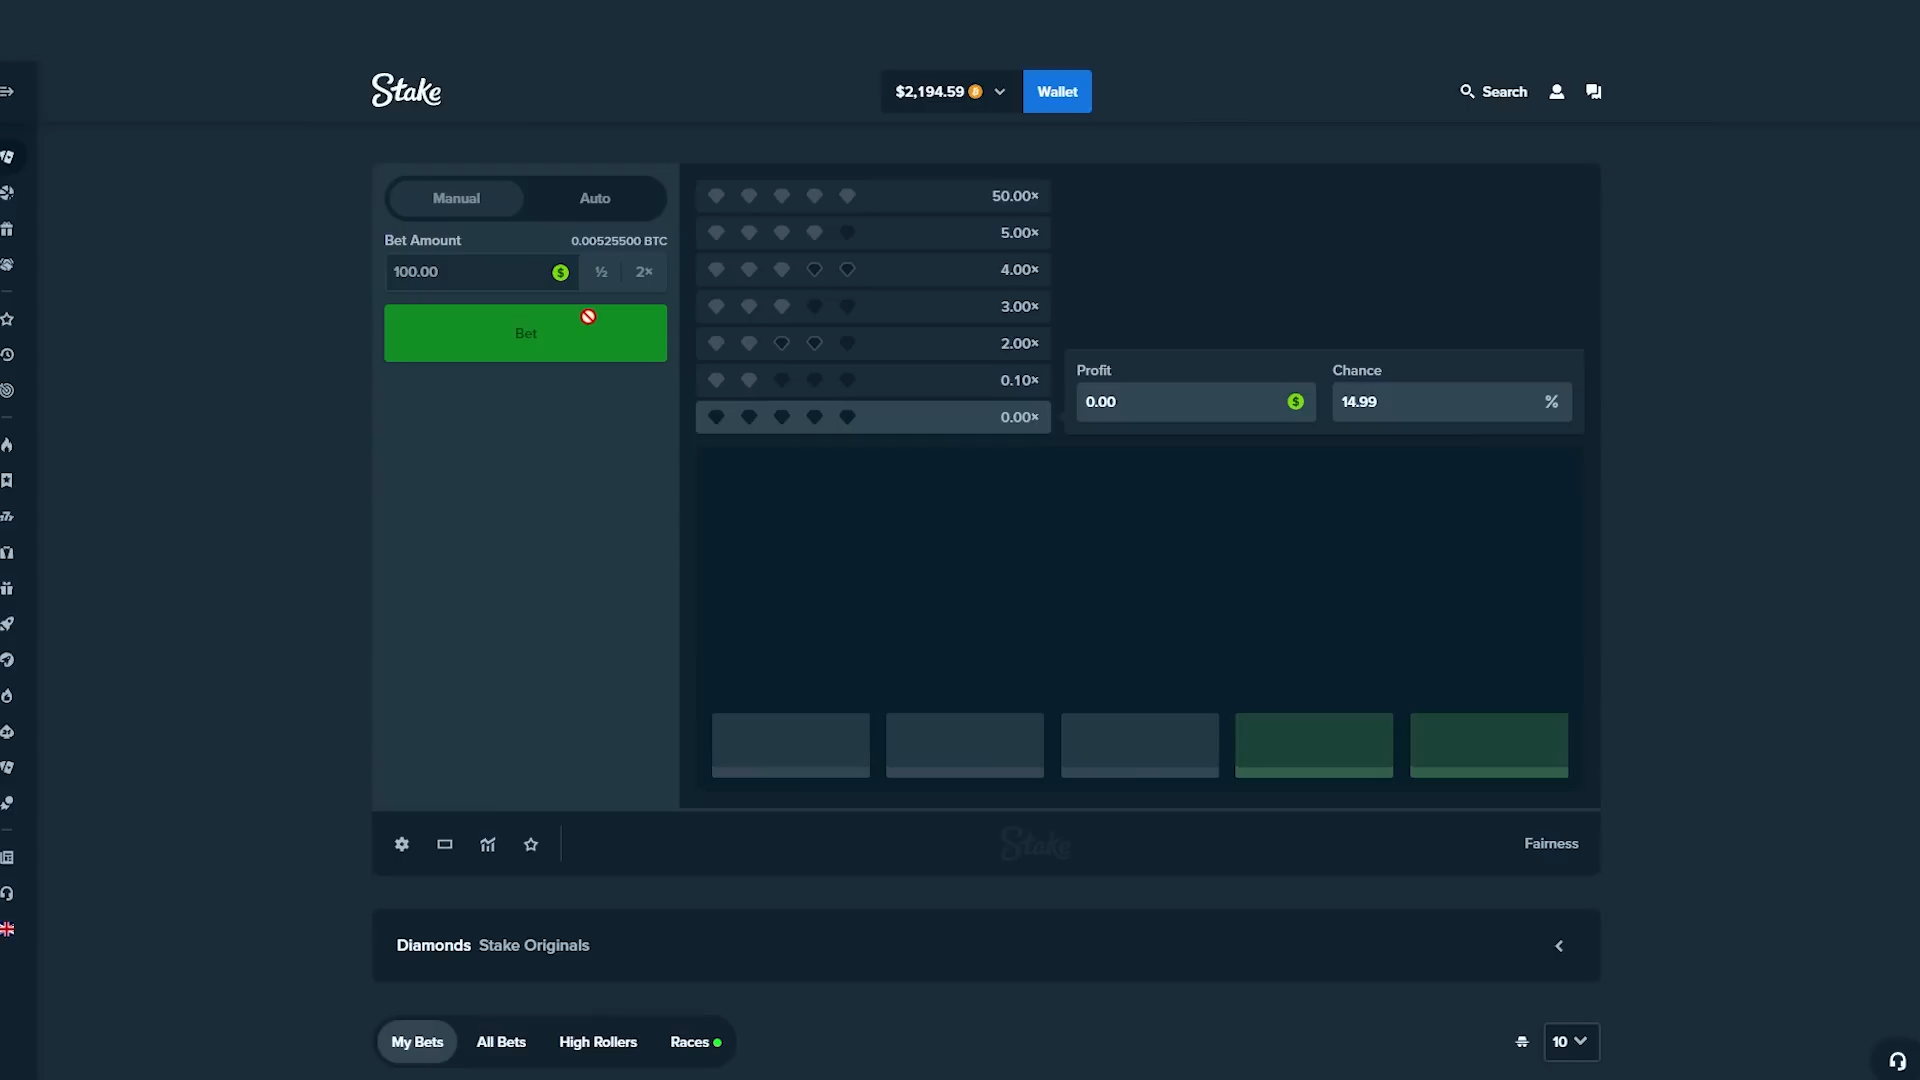 Stake
$2,194.59
Wallet
Search
Manual
Auto
Bet Amount
0.00525500 BTC
100.00
½
2×
Bet
50.00×
5.00×
4.00×
3.00×
2.00×
0.10×
0.00×
Profit
Chance
0.00
14.99
%
Stake
Fairness
Diamonds Stake Originals
My Bets
All Bets
High Rollers
Races
10